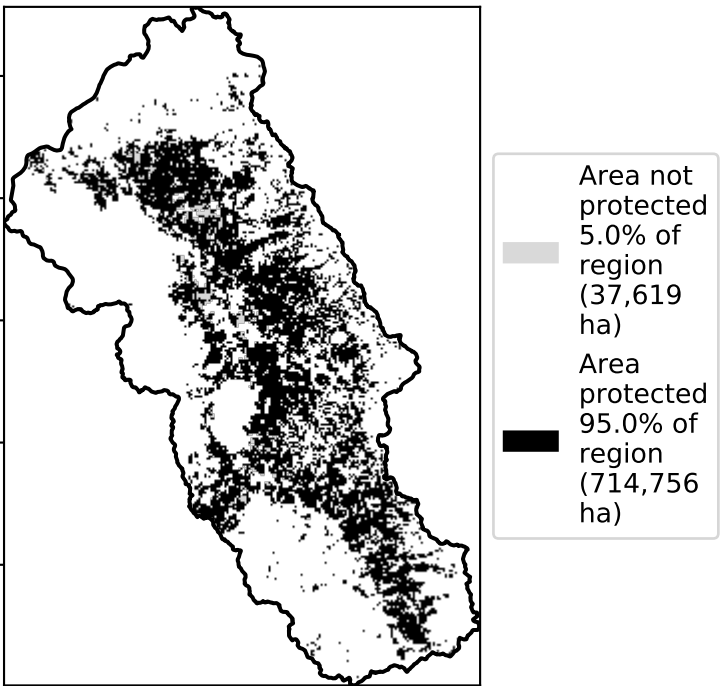 Area not
protected
5.0% of
region
(37,619
ha)
Area
protected
95.0% of
region
(714,756
ha)